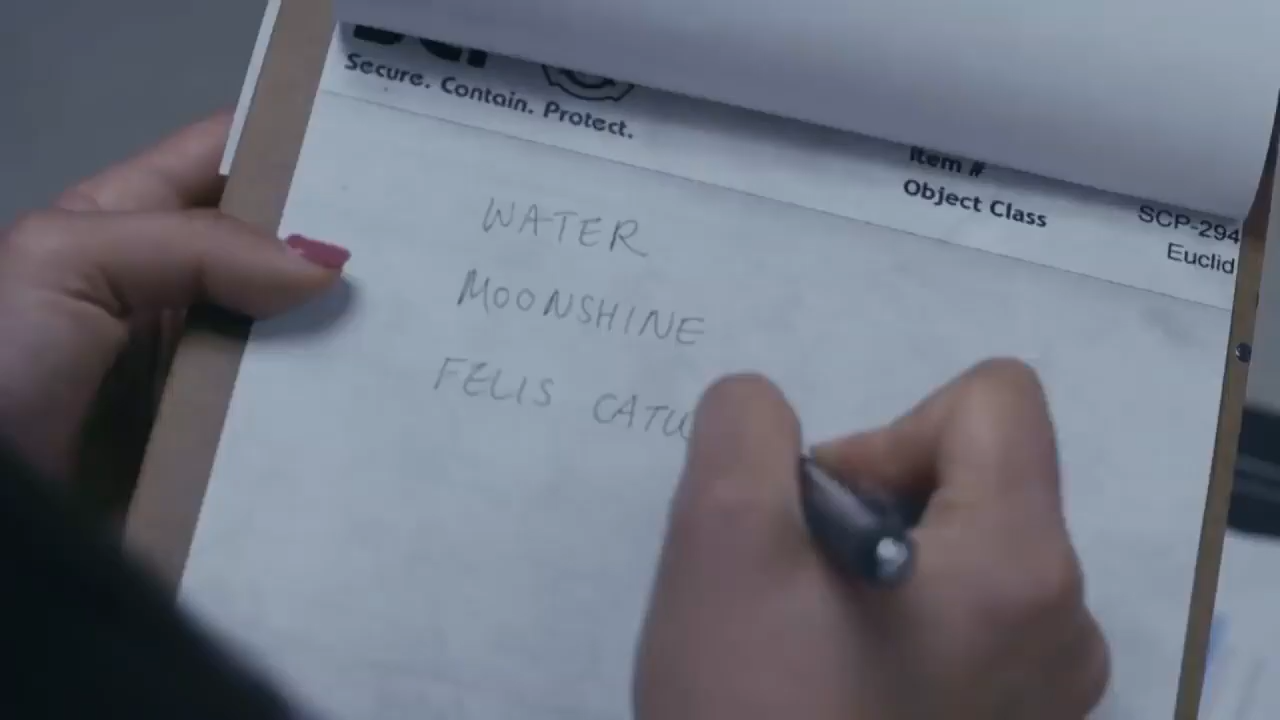 Secure. Contain. Protect.
Item #
SCP-294
Object Class
Euclid
WATER
MOONSHINE
FELIS CATU